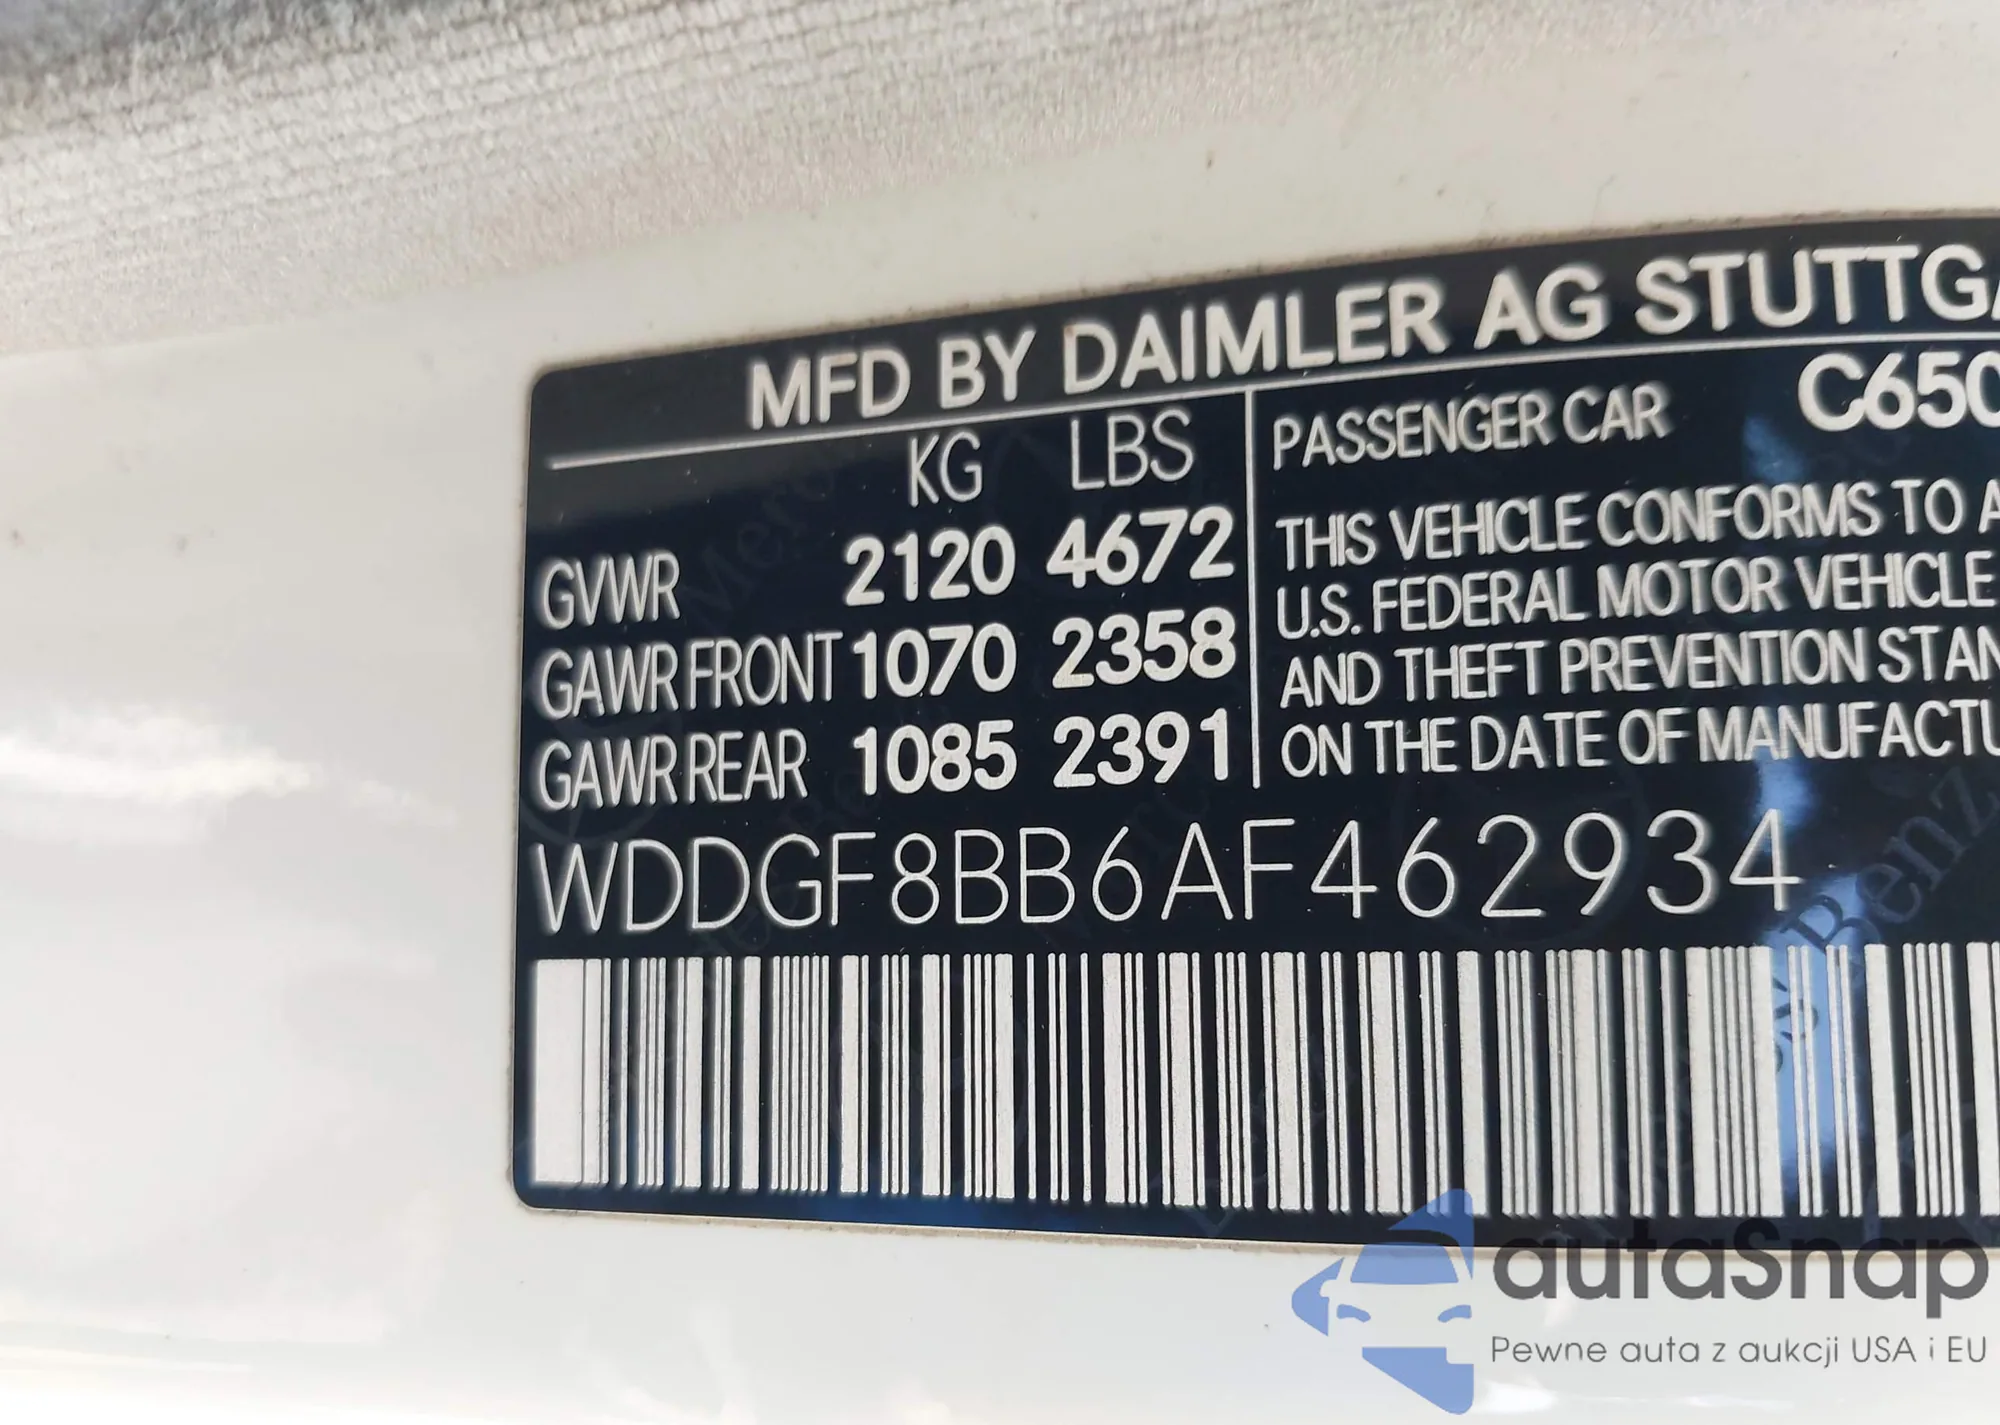 MFD BY DAIMLER AG STUTTGA
KG LBS
GVWR 2120 4672
GAWR FRONT 1070 2358
GAWR REAR 1085 2391
PASSENGER CAR C650
THIS VEHICLE CONFORMS TO A
U.S. FEDERAL MOTOR VEHICLE
AND THEFT PREVENTION STAN
ON THE DATE OF MANUFACTU
WDDGF8BB6AF462934
autaSnap
Pewne auta z aukcji USA i EU